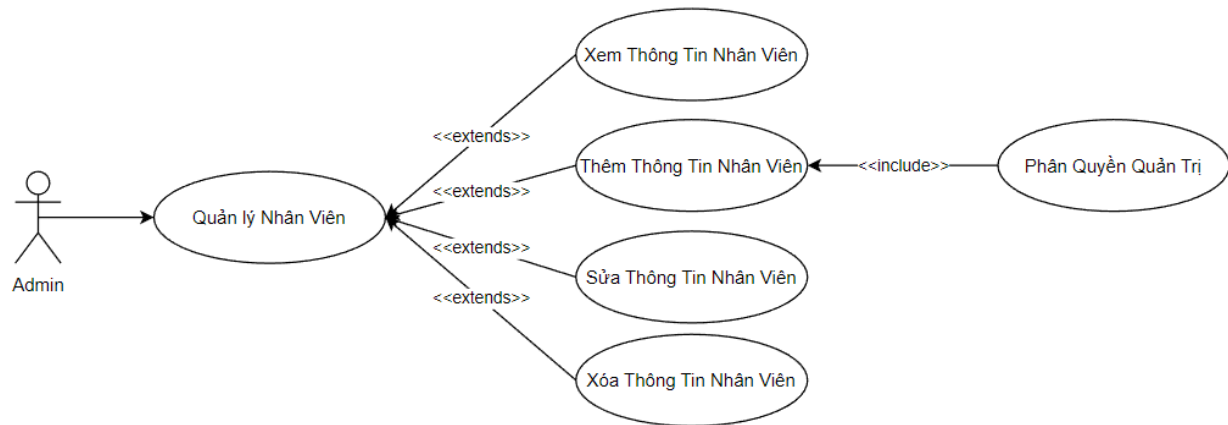 Xem Thông Tin Nhân Viên
<<extends>>
Thêm Thông Tin Nhân Viên
<<include>>
Phân Quyền Quản Trị
<<extends>>
Quản lý Nhân Viên
Admin
<<extends>>
Sửa Thông Tin Nhân Viên
<<extends>>
Xóa Thông Tin Nhân Viên